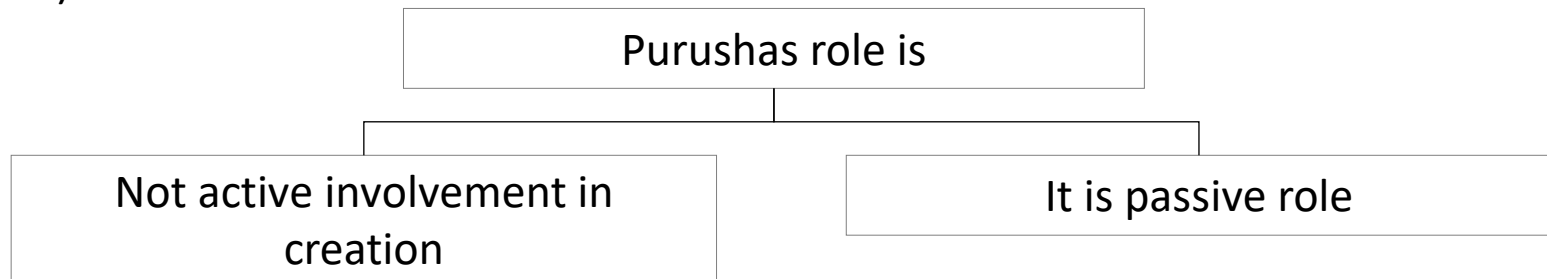 Purushas role is
Not active involvement in
creation
It is passive role